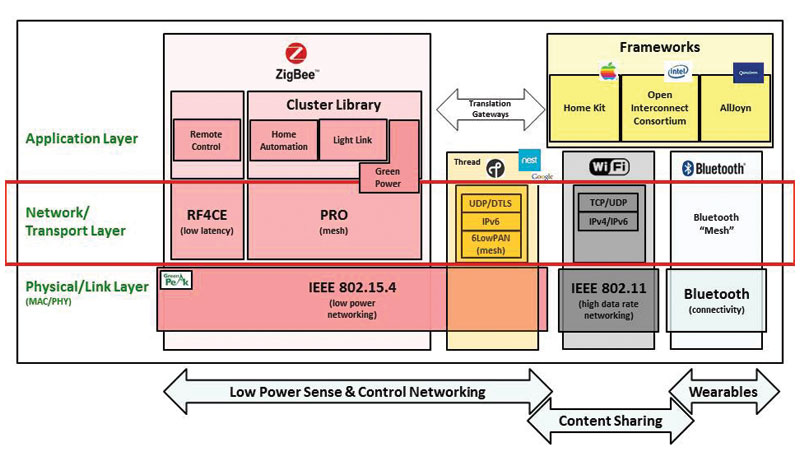 ZigBee™
Cluster Library
Frameworks
Intel
Qualcomm
Home Kit
Open
Interconnect
Consortium
AllJoyn
Translation
Gateways
Application Layer
Remote
Control
Home
Automation
Light Link
Green
Power
Thread
nest
Google
WiFi
Bluetooth®
Network/
Transport Layer
RF4CE
(low latency)
PRO
(mesh)
UDP/DTLS
IPv6
6LowPAN
(mesh)
TCP/UDP
IPv4/IPv6
Bluetooth
“Mesh”
Physical/Link Layer
(MAC/PHY)
GreenPeak
IEEE 802.15.4
(low power
networking)
IEEE 802.11
(high data rate
networking)
Bluetooth
(connectivity)
Low Power Sense & Control Networking
Wearables
Content Sharing